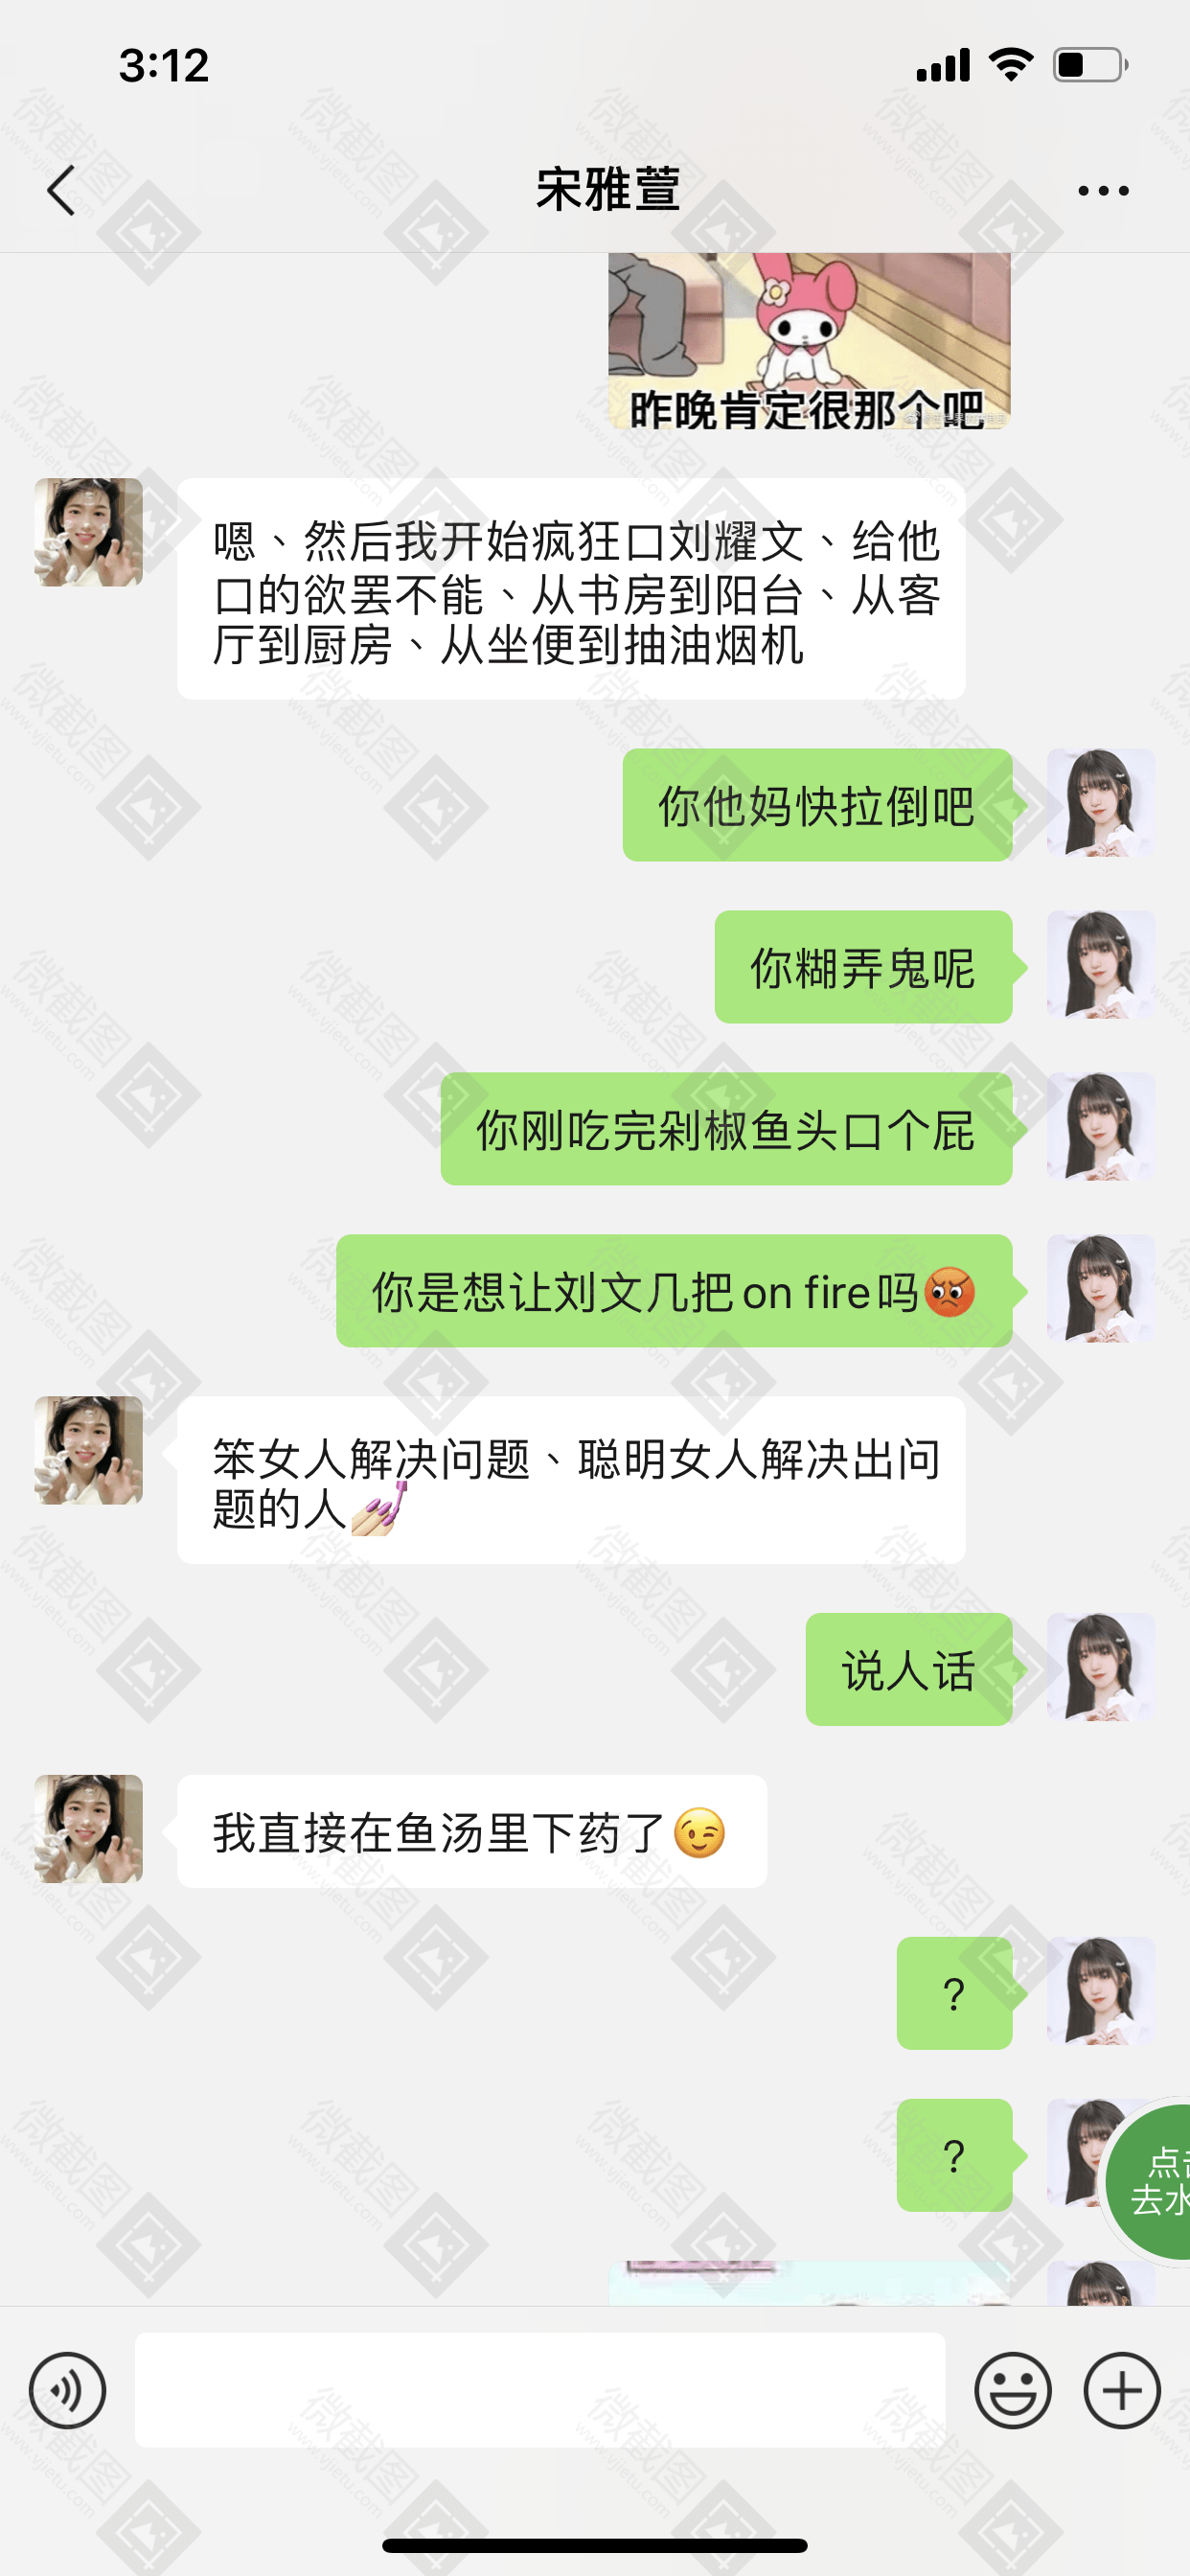 3:12
宋雅萱
昨晚肯定很那个吧
嗯、然后我开始疯狂口刘耀文、给他
口的欲罢不能、从书房到阳台、从客
厅到厨房、从坐便到抽油烟机
你他妈快拉倒吧
你糊弄鬼呢
你刚吃完剁椒鱼头口个屁
你是想让刘文几把on fire吗😡
笨女人解决问题、聪明女人解决出问
题的人💅🏻
说人话
我直接在鱼汤里下药了😉
?
?
点击
去水
微截图
www.vjietu.com